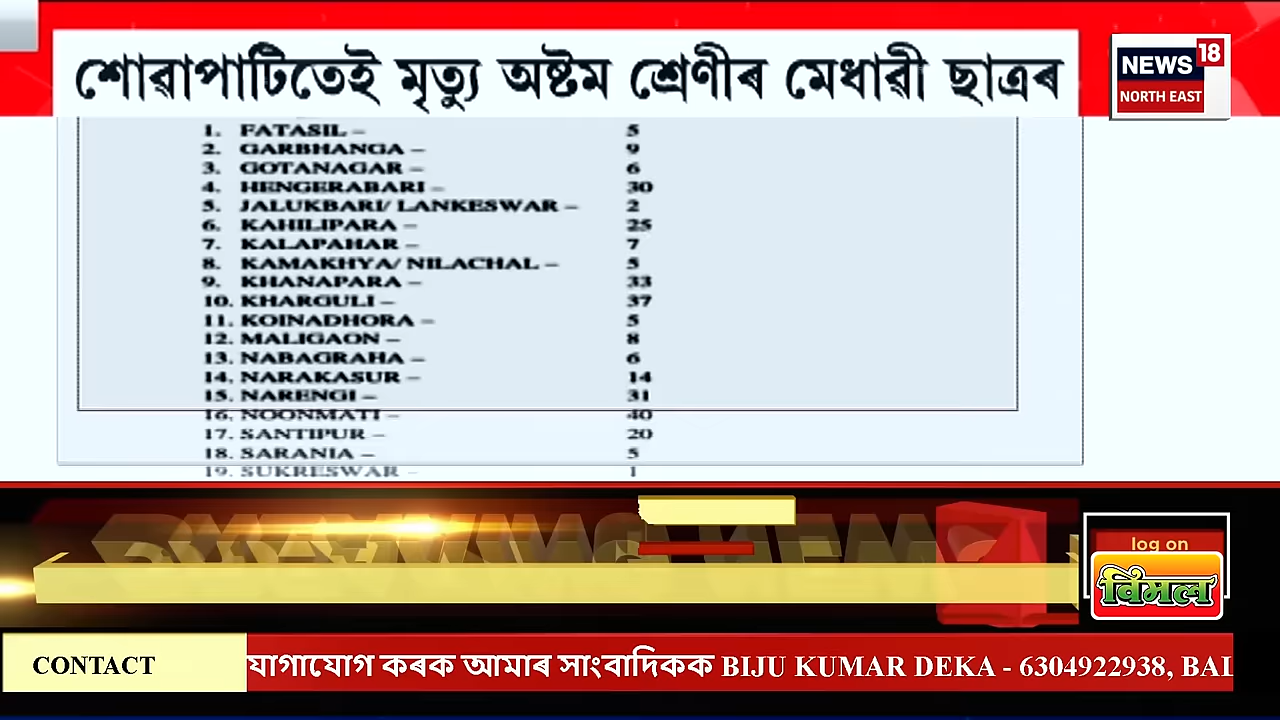 শোৱাপাটিতেই মৃত্যু অষ্টম শ্ৰেণীৰ মেধাৱী ছাত্ৰৰ
NEWS 18
NORTH EAST
1. FATASIL – 5
2. GARBHANGA – 9
3. GOTANAGAR – 6
4. HENGERABARI – 30
5. JALUKBARI/ LANKESWAR – 2
6. KAHILIPARA – 25
7. KALAPAHAR – 7
8. KAMAKHYA/ NILACHAL – 5
9. KHANAPARA – 33
10. KHARGULI – 37
11. KOINADHORA – 5
12. MALIGAON – 8
13. NABAGRAHA – 6
14. NARAKASUR – 14
15. NARENGI – 31
16. NOONMATI – 40
17. SANTIPUR – 20
18. SARANIA – 5
19. SUKRESWAR – 1
log on
विमल
CONTACT
যাগাযোগ কৰক আমাৰ সাংবাদিকক BIJU KUMAR DEKA - 6304922938, BAL